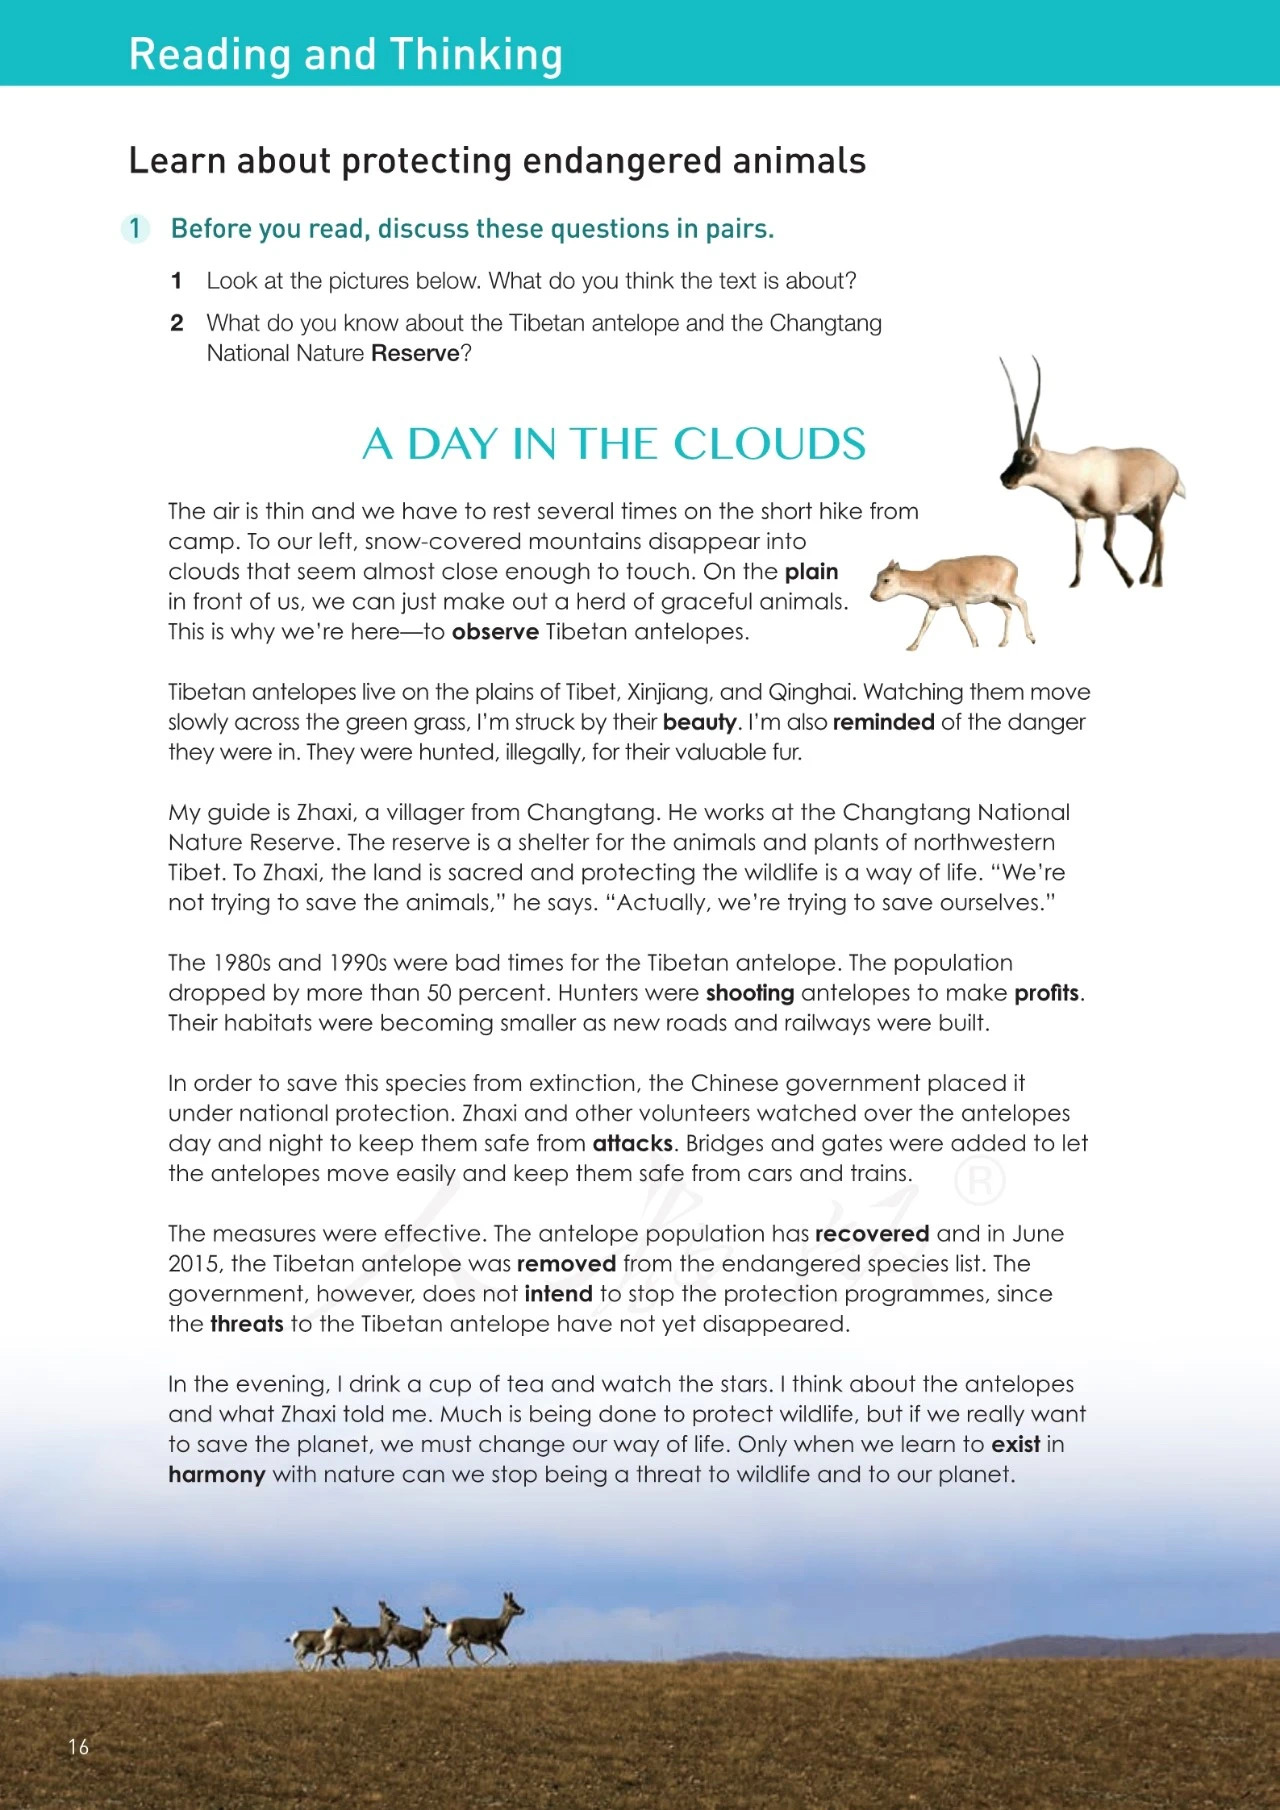 Reading and Thinking
Learn about protecting endangered animals
1 Before you read, discuss these questions in pairs.
1 Look at the pictures below. What do you think the text is about?
2 What do you know about the Tibetan antelope and the Changtang
National Nature Reserve?
A DAY IN THE CLOUDS
The air is thin and we have to rest several times on the short hike from
camp. To our left, snow-covered mountains disappear into
clouds that seem almost close enough to touch. On the plain
in front of us, we can just make out a herd of graceful animals.
This is why we’re here—to observe Tibetan antelopes.
Tibetan antelopes live on the plains of Tibet, Xinjiang, and Qinghai. Watching them move
slowly across the green grass, I’m struck by their beauty. I’m also reminded of the danger
they were in. They were hunted, illegally, for their valuable fur.
My guide is Zhaxi, a villager from Changtang. He works at the Changtang National
Nature Reserve. The reserve is a shelter for the animals and plants of northwestern
Tibet. To Zhaxi, the land is sacred and protecting the wildlife is a way of life. “We’re
not trying to save the animals,” he says. “Actually, we’re trying to save ourselves.”
The 1980s and 1990s were bad times for the Tibetan antelope. The population
dropped by more than 50 percent. Hunters were shooting antelopes to make profits.
Their habitats were becoming smaller as new roads and railways were built.
In order to save this species from extinction, the Chinese government placed it
under national protection. Zhaxi and other volunteers watched over the antelopes
day and night to keep them safe from attacks. Bridges and gates were added to let
the antelopes move easily and keep them safe from cars and trains.
The measures were effective. The antelope population has recovered and in June
2015, the Tibetan antelope was removed from the endangered species list. The
government, however, does not intend to stop the protection programmes, since
the threats to the Tibetan antelope have not yet disappeared.
In the evening, I drink a cup of tea and watch the stars. I think about the antelopes
and what Zhaxi told me. Much is being done to protect wildlife, but if we really want
to save the planet, we must change our way of life. Only when we learn to exist in
harmony with nature can we stop being a threat to wildlife and to our planet.
16
人教版®